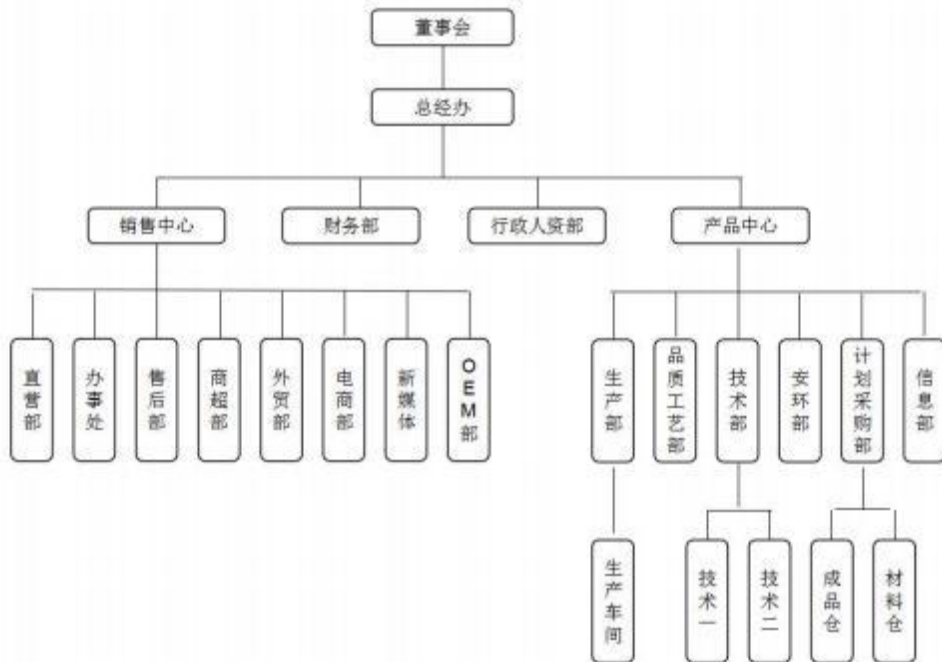 董事会
总经办
销售中心
财务部
行政人资部
产品中心
直营部
办事处
售后部
商超部
外贸部
电商部
新媒体
OEM部
生产部
品质工艺部
技术部
安环部
计划采购部
信息部
生产车间
技术一
技术二
成品仓
材料仓